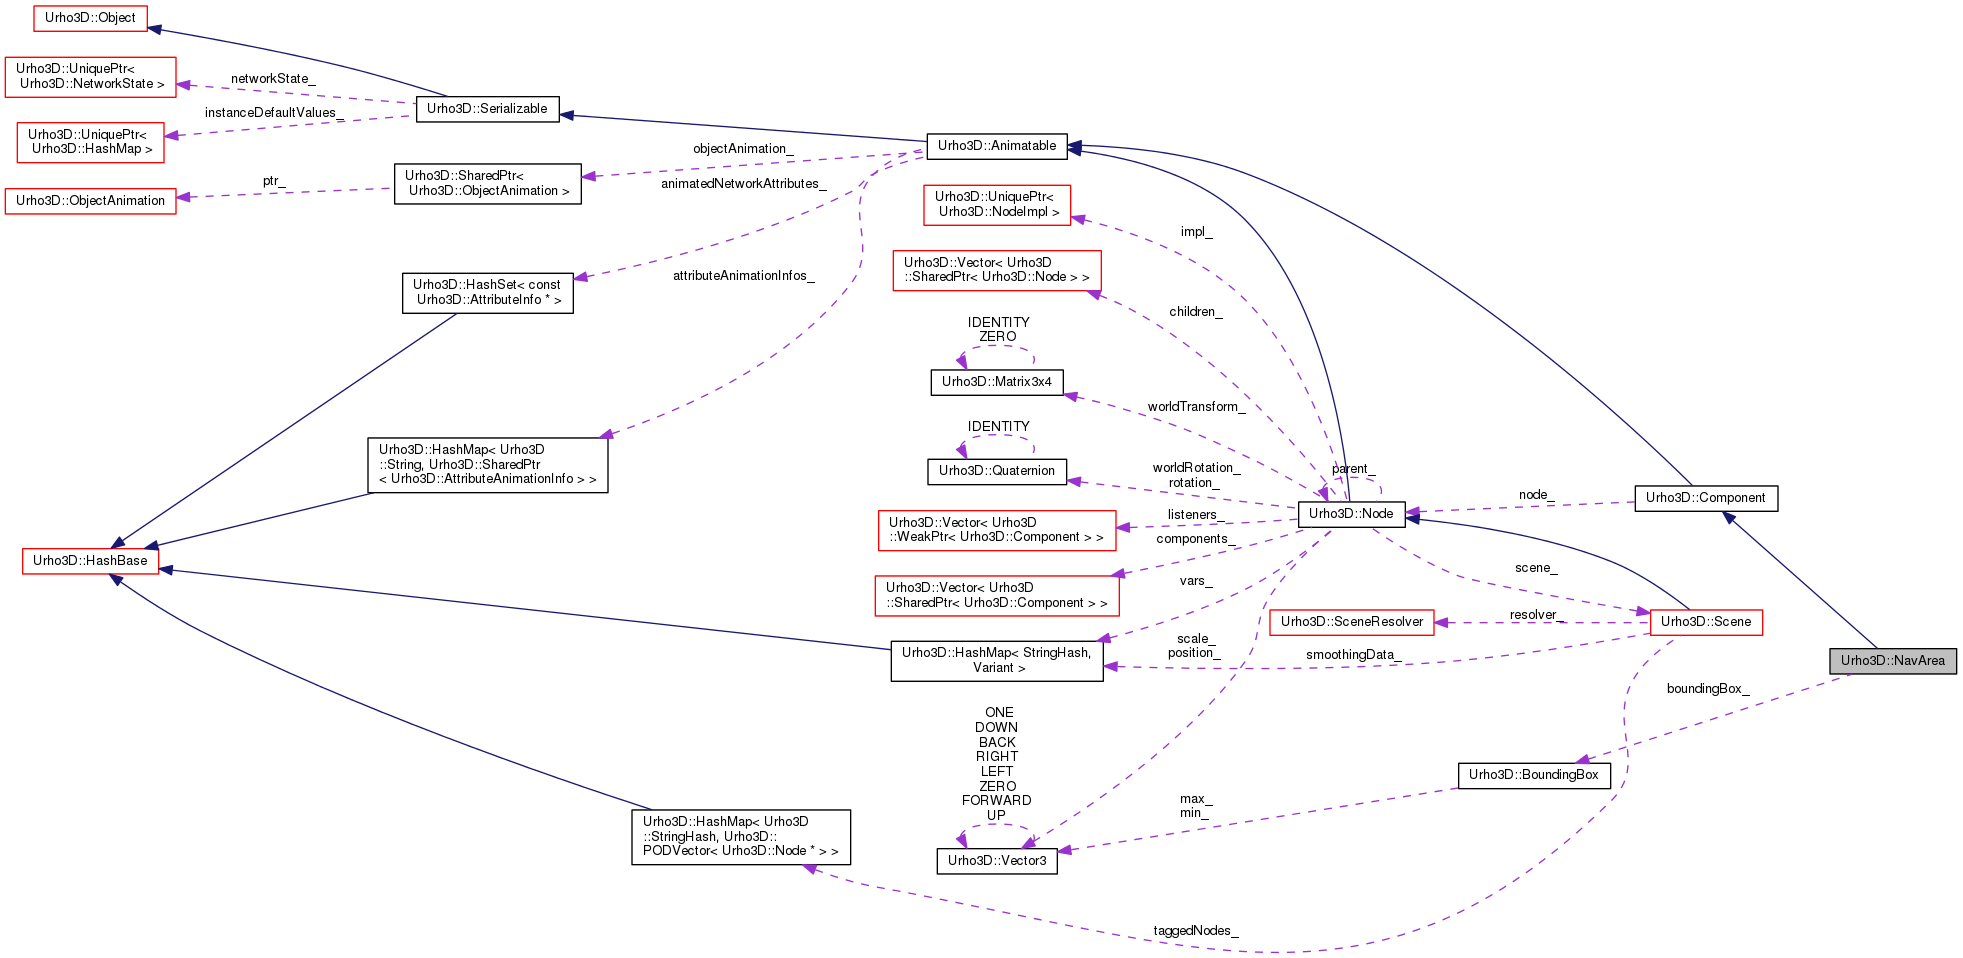 Urho3D::Object
Urho3D::UniquePtr<
Urho3D::NetworkState >
networkState_
instanceDefaultValues_
Urho3D::UniquePtr<
Urho3D::HashMap >
Urho3D::Serializable
Urho3D::Animatable
objectAnimation_
Urho3D::SharedPtr<
Urho3D::ObjectAnimation >
ptr_
Urho3D::ObjectAnimation
animatedNetworkAttributes_
Urho3D::UniquePtr<
Urho3D::NodeImpl >
impl_
Urho3D::Vector< Urho3D
::SharedPtr< Urho3D::Node > >
attributeAnimationInfos_
Urho3D::HashSet< const
Urho3D::AttributeInfo * >
children_
IDENTITY
ZERO
Urho3D::Matrix3x4
worldTransform_
IDENTITY
Urho3D::Quaternion
worldRotation_
rotation_
parent_
Urho3D::HashMap< Urho3D
::String, Urho3D::SharedPtr
< Urho3D::AttributeAnimationInfo > >
Urho3D::Node
node_
Urho3D::Component
Urho3D::Vector< Urho3D
::WeakPtr< Urho3D::Component > >
listeners_
components_
Urho3D::HashBase
Urho3D::Vector< Urho3D
::SharedPtr< Urho3D::Component > >
vars_
scene_
Urho3D::SceneResolver
resolver_
Urho3D::Scene
Urho3D::HashMap< StringHash,
Variant >
scale_
position_
smoothingData_
Urho3D::NavArea
boundingBox_
ONE
DOWN
BACK
RIGHT
LEFT
ZERO
FORWARD
UP
max_
min_
Urho3D::BoundingBox
Urho3D::HashMap< Urho3D
::StringHash, Urho3D::
PODVector< Urho3D::Node * > >
Urho3D::Vector3
taggedNodes_